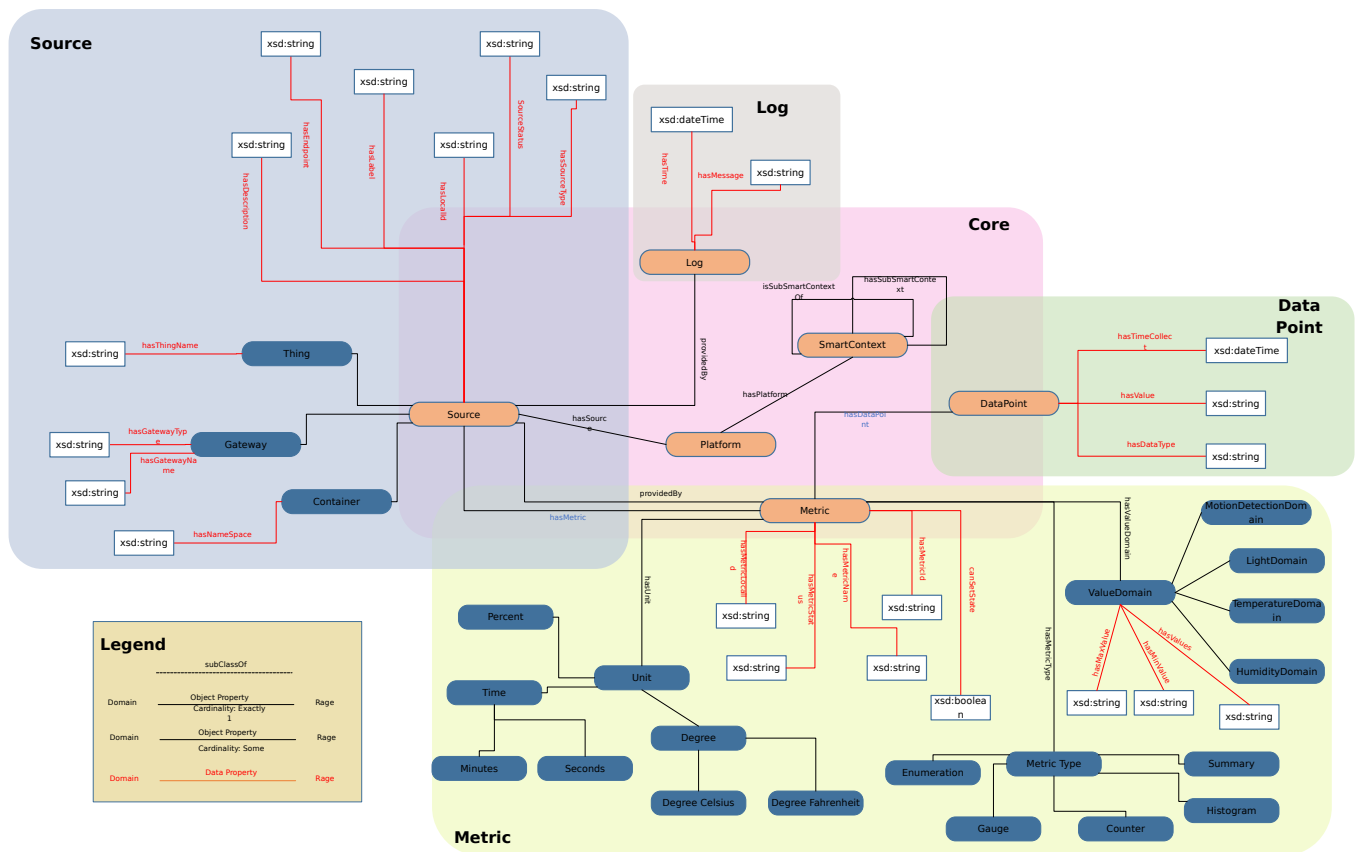 Source
xsd:string
xsd:string
xsd:string
xsd:string
xsd:string
xsd:string
hasEndpoint
hasLabel
SourceStatus
hasSourceType
hasDescription
hasLocalId
Log
xsd:dateTime
xsd:string
hasTime
hasMessage
Log
Core
isSubSmartContext
Of
hasSubSmartConte
xt
SmartContext
providedBy
hasPlatform
Data
Point
hasTimeCollec
t
xsd:dateTime
DataPoint
hasValue
xsd:string
hasDataType
xsd:string
hasDataPoi
nt
xsd:string
hasThingName
Thing
Source
hasSourc
e
Platform
xsd:string
hasGatewayTyp
e
Gateway
hasGatewayNa
me
xsd:string
Container
xsd:string
hasNameSpace
providedBy
hasMetric
Metric
hasUnit
hasMetricLocalI
d
hasMetricStat
us
hasMetricNam
e
hasMetricId
canSetState
hasMetricType
hasValueDomain
xsd:string
xsd:string
xsd:string
xsd:string
xsd:boolea
n
MotionDetectionDom
ain
LightDomain
ValueDomain
TemperatureDoma
in
HumidityDomain
hasMaxValue
hasMinValue
hasValues
xsd:string
xsd:string
xsd:string
Percent
Unit
Time
Degree
Minutes
Seconds
Degree Celsius
Degree Fahrenheit
Enumeration
Metric Type
Summary
Histogram
Gauge
Counter
Metric
Legend
subClassOf
Domain
Object Property
Rage
Cardinality: Exactly
1
Domain
Object Property
Rage
Cardinality: Some
Domain
Data Property
Rage